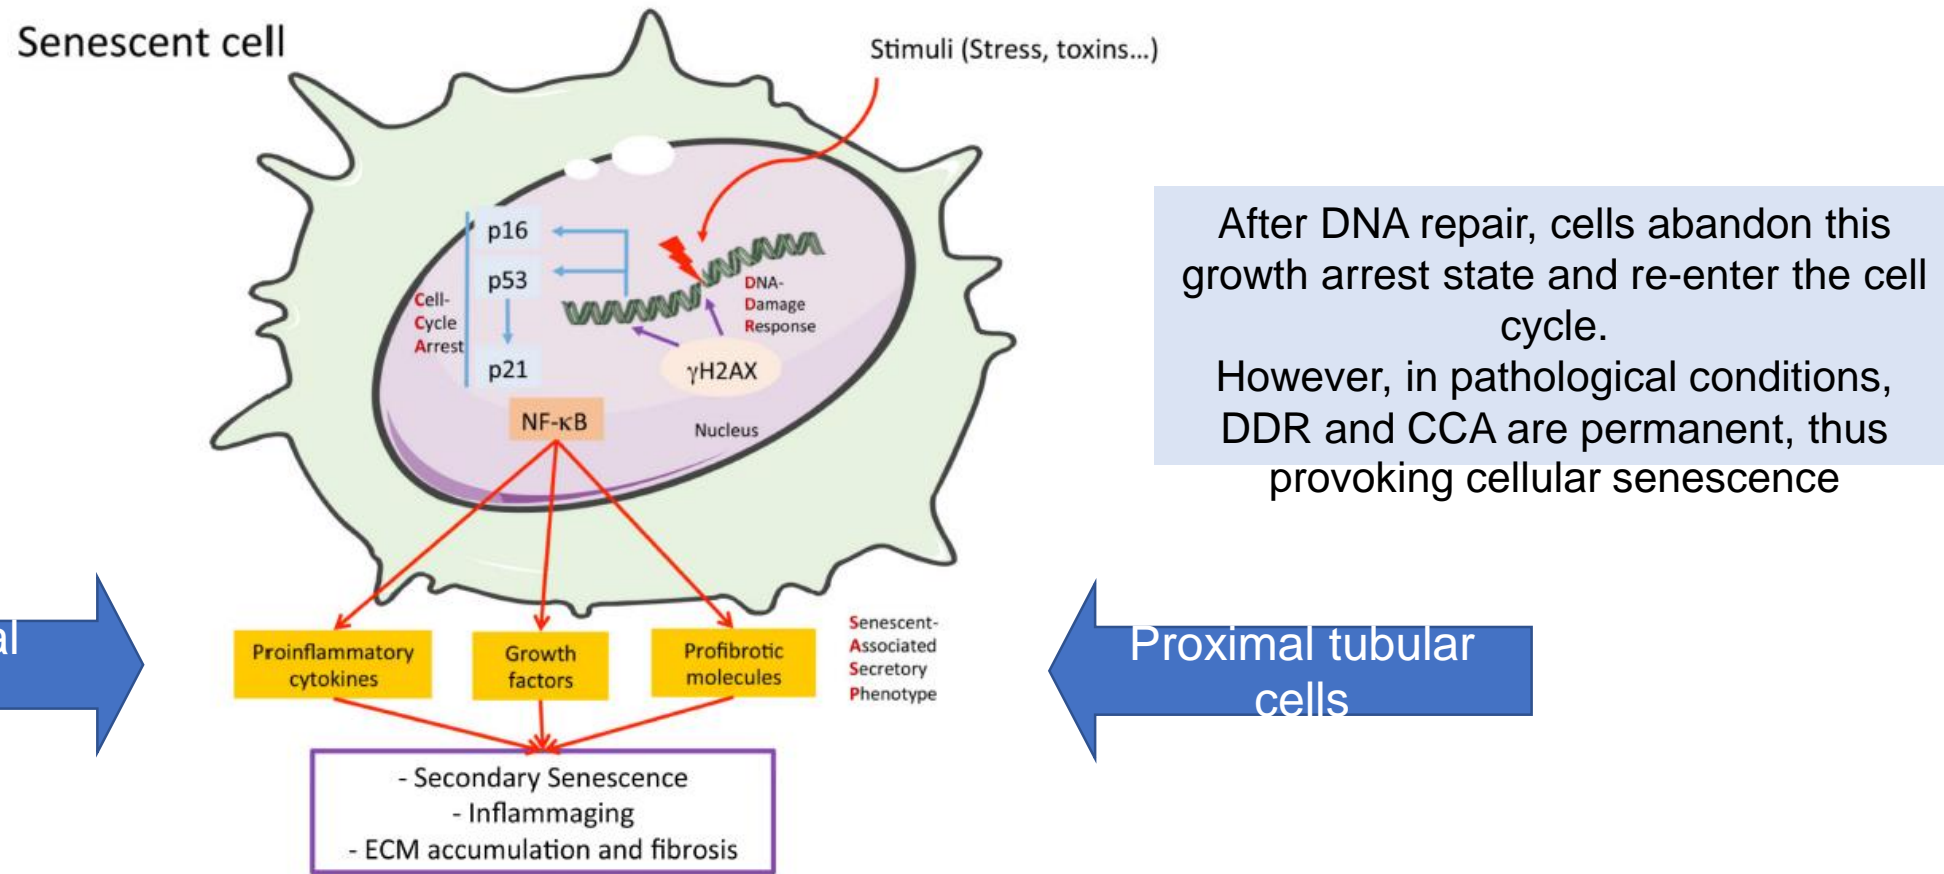 Senescent cell
Stimuli (Stress, toxins...)
p16
p53
p21
Cell-
Cycle
Arrest
DNA-
Damage
Response
γH2AX
NF-κB
Nucleus
After DNA repair, cells abandon this
growth arrest state and re-enter the cell
cycle.
However, in pathological conditions,
DDR and CCA are permanent, thus
provoking cellular senescence
Proinflammatory
cytokines
Growth
factors
Profibrotic
molecules
Senescent-
Associated
Secretory
Phenotype
Proximal tubular
cells
- Secondary Senescence
- Inflammaging
- ECM accumulation and fibrosis